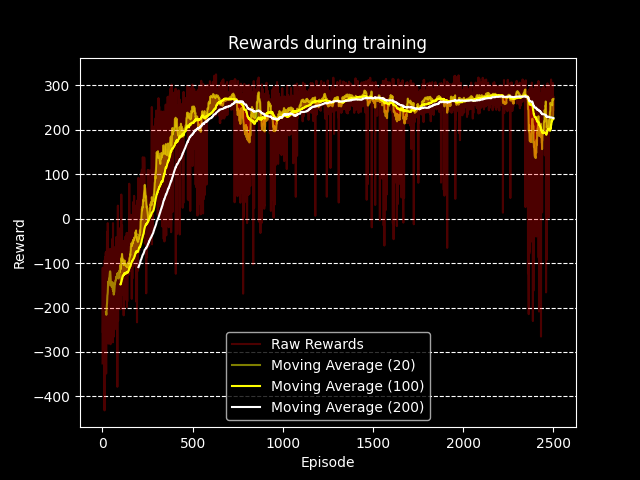 Rewards during training
300
200
100
0
−100
−200
−300
−400
Reward
Raw Rewards
Moving Average (20)
Moving Average (100)
Moving Average (200)
0 500 1000 1500 2000 2500
Episode